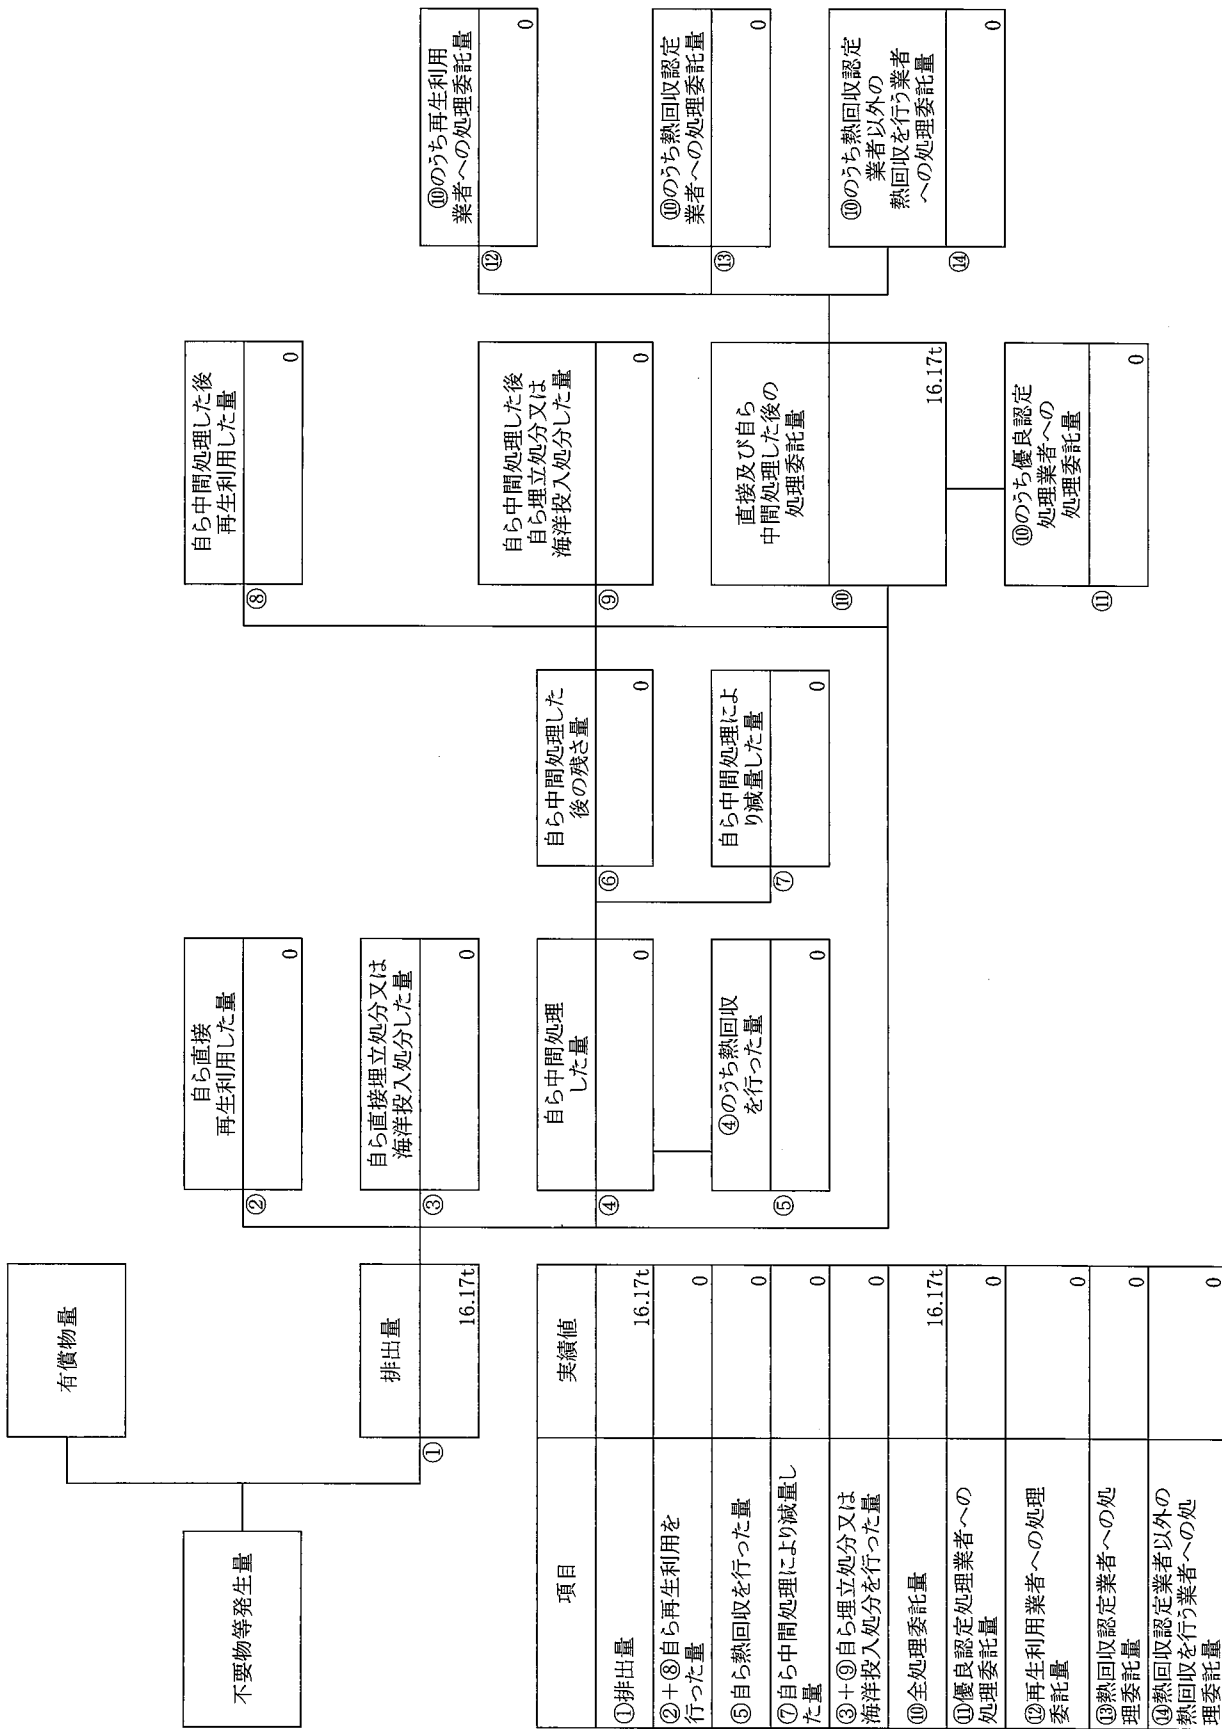 不要物等発生量
有償物量
①
排出量
16.17t
②
自ら直接
再生利用した量
0
③
自ら直接埋立処分又は
海洋投入処分した量
0
④
自ら中間処理
した量
0
⑤
④のうち熱回収
を行った量
0
⑥
自ら中間処理した
後の残さ量
0
⑦
自ら中間処理によ
り減量した量
0
⑧
自ら中間処理した後
再生利用した量
0
⑨
自ら中間処理した後
自ら埋立処分又は
海洋投入処分した量
0
⑩
直接及び自ら
中間処理した後の
処理委託量
16.17t
⑪
⑩のうち優良認定
処理業者への
処理委託量
0
⑫
⑩のうち再生利用
業者への処理委託量
0
⑬
⑩のうち熱回収認定
業者への処理委託量
0
⑭
⑩のうち熱回収認定
業者以外の
熱回収を行う業者
への処理委託量
0
項目
実績値
①排出量
16.17t
②+⑧自ら再生利用を
行った量
0
⑤自ら熱回収を行った量
0
⑦自ら中間処理により減量し
た量
0
③+⑨自ら埋立処分又は
海洋投入処分を行った量
0
⑩全処理委託量
16.17t
⑪優良認定処理業者への
処理委託量
0
⑫再生利用業者への処理
委託量
0
⑬熱回収認定業者への処
理委託量
0
⑭熱回収認定業者以外の
熱回収を行う業者への処
理委託量
0